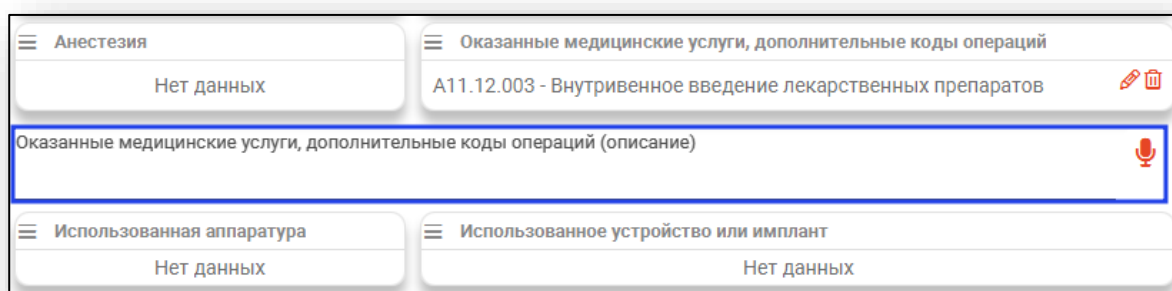 Анестезия
Оказанные медицинские услуги, дополнительные коды операций
Нет данных
A11.12.003 - Внутривенное введение лекарственных препаратов
Оказанные медицинские услуги, дополнительные коды операций (описание)
Использованная аппаратура
Использованное устройство или имплант
Нет данных
Нет данных